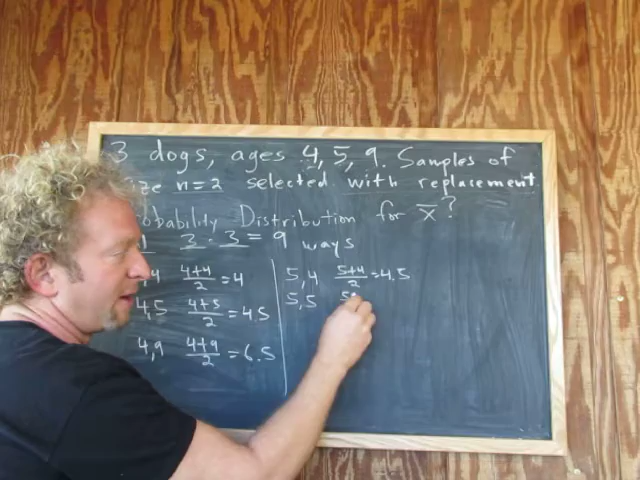 3 dogs, ages 4, 5, 9. Samples of
size n=2 selected with replacement.
Probability Distribution for x̄?
3 · 3 = 9 ways
,4 (4+4)/2 = 4
4,5 (4+5)/2 = 4.5
4,9 (4+9)/2 = 6.5
5,4 (5+4)/2 = 4.5
5,5